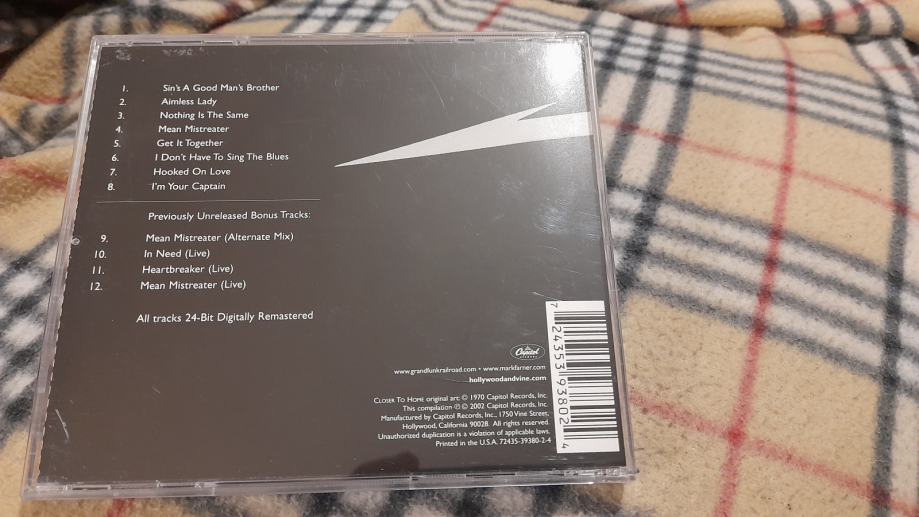 1. Sin's A Good Man's Brother
2. Aimless Lady
3. Nothing Is The Same
4. Mean Mistreater
5. Get It Together
6. I Don't Have To Sing The Blues
7. Hooked On Love
8. I'm Your Captain
Previously Unreleased Bonus Tracks:
9. Mean Mistreater (Alternate Mix)
10. In Need (Live)
11. Heartbreaker (Live)
12. Mean Mistreater (Live)
All tracks 24-Bit Digitally Remastered
Capitol
www.grandfunkrailroad.com • www.markfarner.com
hollywoodandvine.com
CLOSER TO HOME original art: © 1970 Capitol Records, Inc.
This compilation ℗ © 2002 Capitol Records, Inc.
Manufactured by Capitol Records, Inc., 1750 Vine Street,
Hollywood, California 90028. All rights reserved.
Unauthorized duplication is a violation of applicable laws.
Printed in the U.S.A. 72435-39380-2-4
7 24353 93802 4